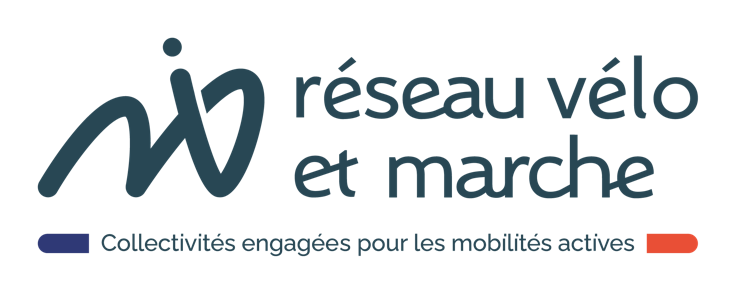 réseau vélo
et marche
Collectivités engagées pour les mobilités actives